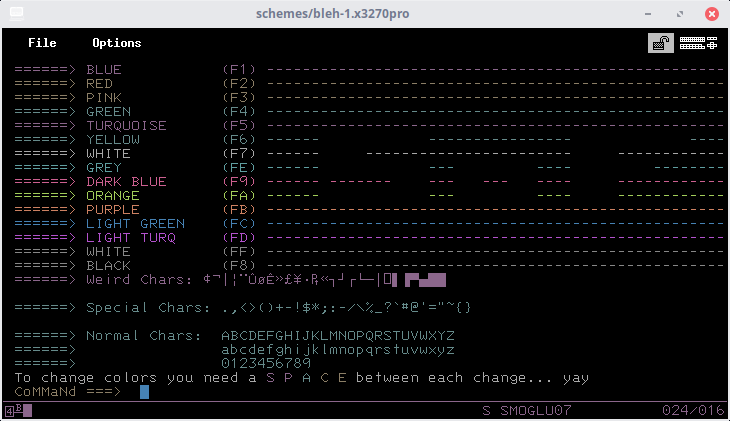 schemes/bleh-1.x3270pro
File Options
======> BLUE (F1) ---------------------------------------------------
======> RED (F2) ---------------------------------------------------
======> PINK (F3) ---------------------------------------------------
======> GREEN (F4) ---------------------------------------------------
======> TURQUOISE (F5) ---------------------------------------------------
======> YELLOW (F6) ---------------------------------------------------
======> WHITE (F7) ------ --------- ------ -----------
======> GREY (FE) ------ --- --- --------
======> DARK BLUE (F9) ------ --- --- -----------
======> ORANGE (FA) ------ --- --- -----------
======> PURPLE (FB) ------ --- --- -----------
======> LIGHT GREEN (FC) ------ --- --- -----------
======> LIGHT TURQ (FD) ------ --------- ------ -----------
======> WHITE (FF) ---------------------------------------------------
======> BLACK (F8) ---------------------------------------------------
======> Weird Chars:
======> Special Chars: .,<>()+-!$*;:-/\%_?`#@'="~{}
======> Normal Chars: ABCDEFGHIJKLMNOPQRSTUVWXYZ
======> abcdefghijklmnopqrstuvwxyz
======> 0123456789
To change colors you need a S P A C E between each change... yay
CoMMaNd ===>
4 B S SMOGLU07 024/016